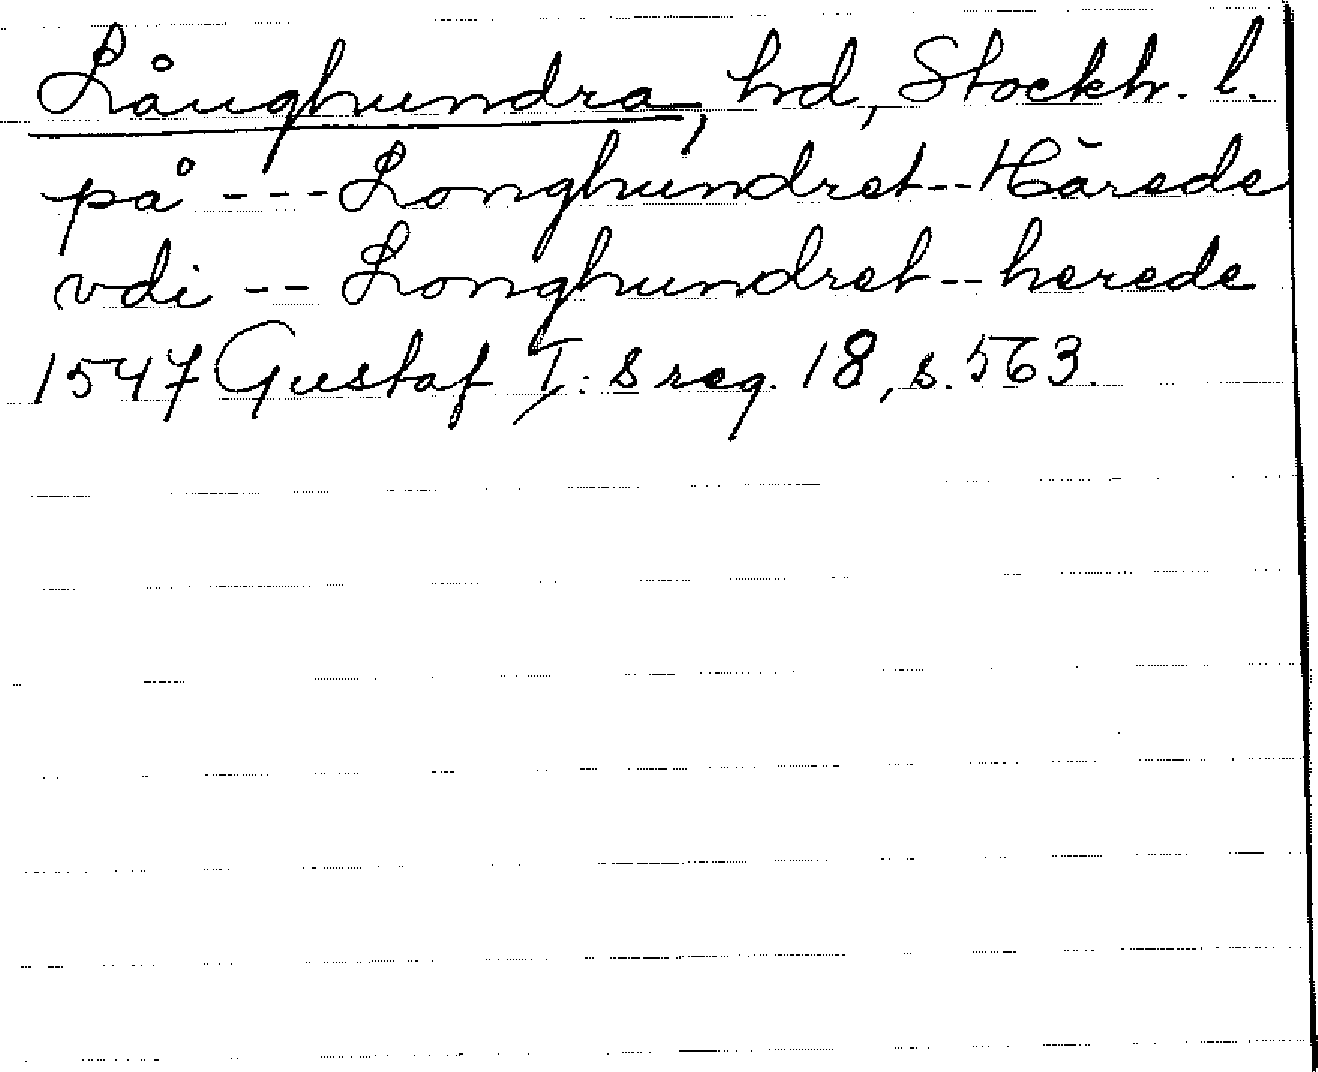 Långhundra, hd, Stockh. l.
på --- Longhundret -- Härede
vdi -- Longhundret -- herede
1547 Gustaf I:s reg. 18, s. 563.